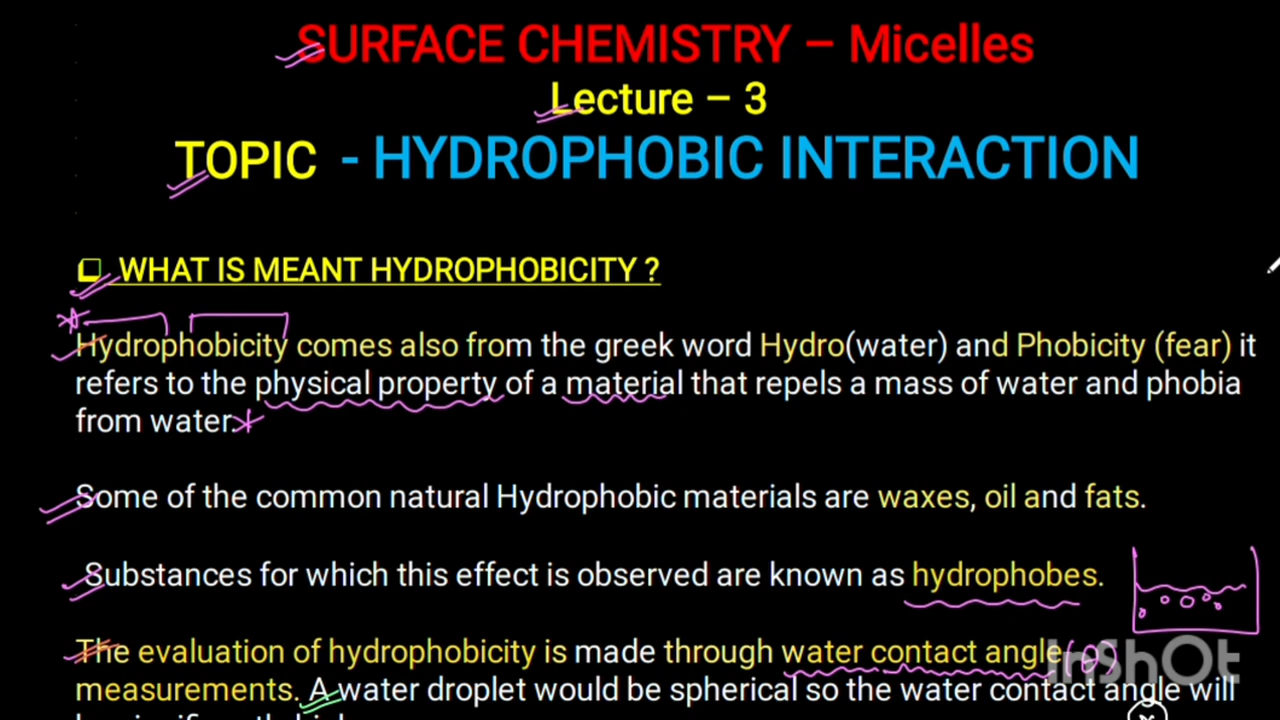 SURFACE CHEMISTRY – Micelles
Lecture – 3
TOPIC - HYDROPHOBIC INTERACTION
WHAT IS MEANT HYDROPHOBICITY ?
Hydrophobicity comes also from the greek word Hydro(water) and Phobicity (fear) it
refers to the physical property of a material that repels a mass of water and phobia
from water.
Some of the common natural Hydrophobic materials are waxes, oil and fats.
Substances for which this effect is observed are known as hydrophobes.
The evaluation of hydrophobicity is made through water contact angle (θ)
InShOt
measurements. A water droplet would be spherical so the water contact angle will